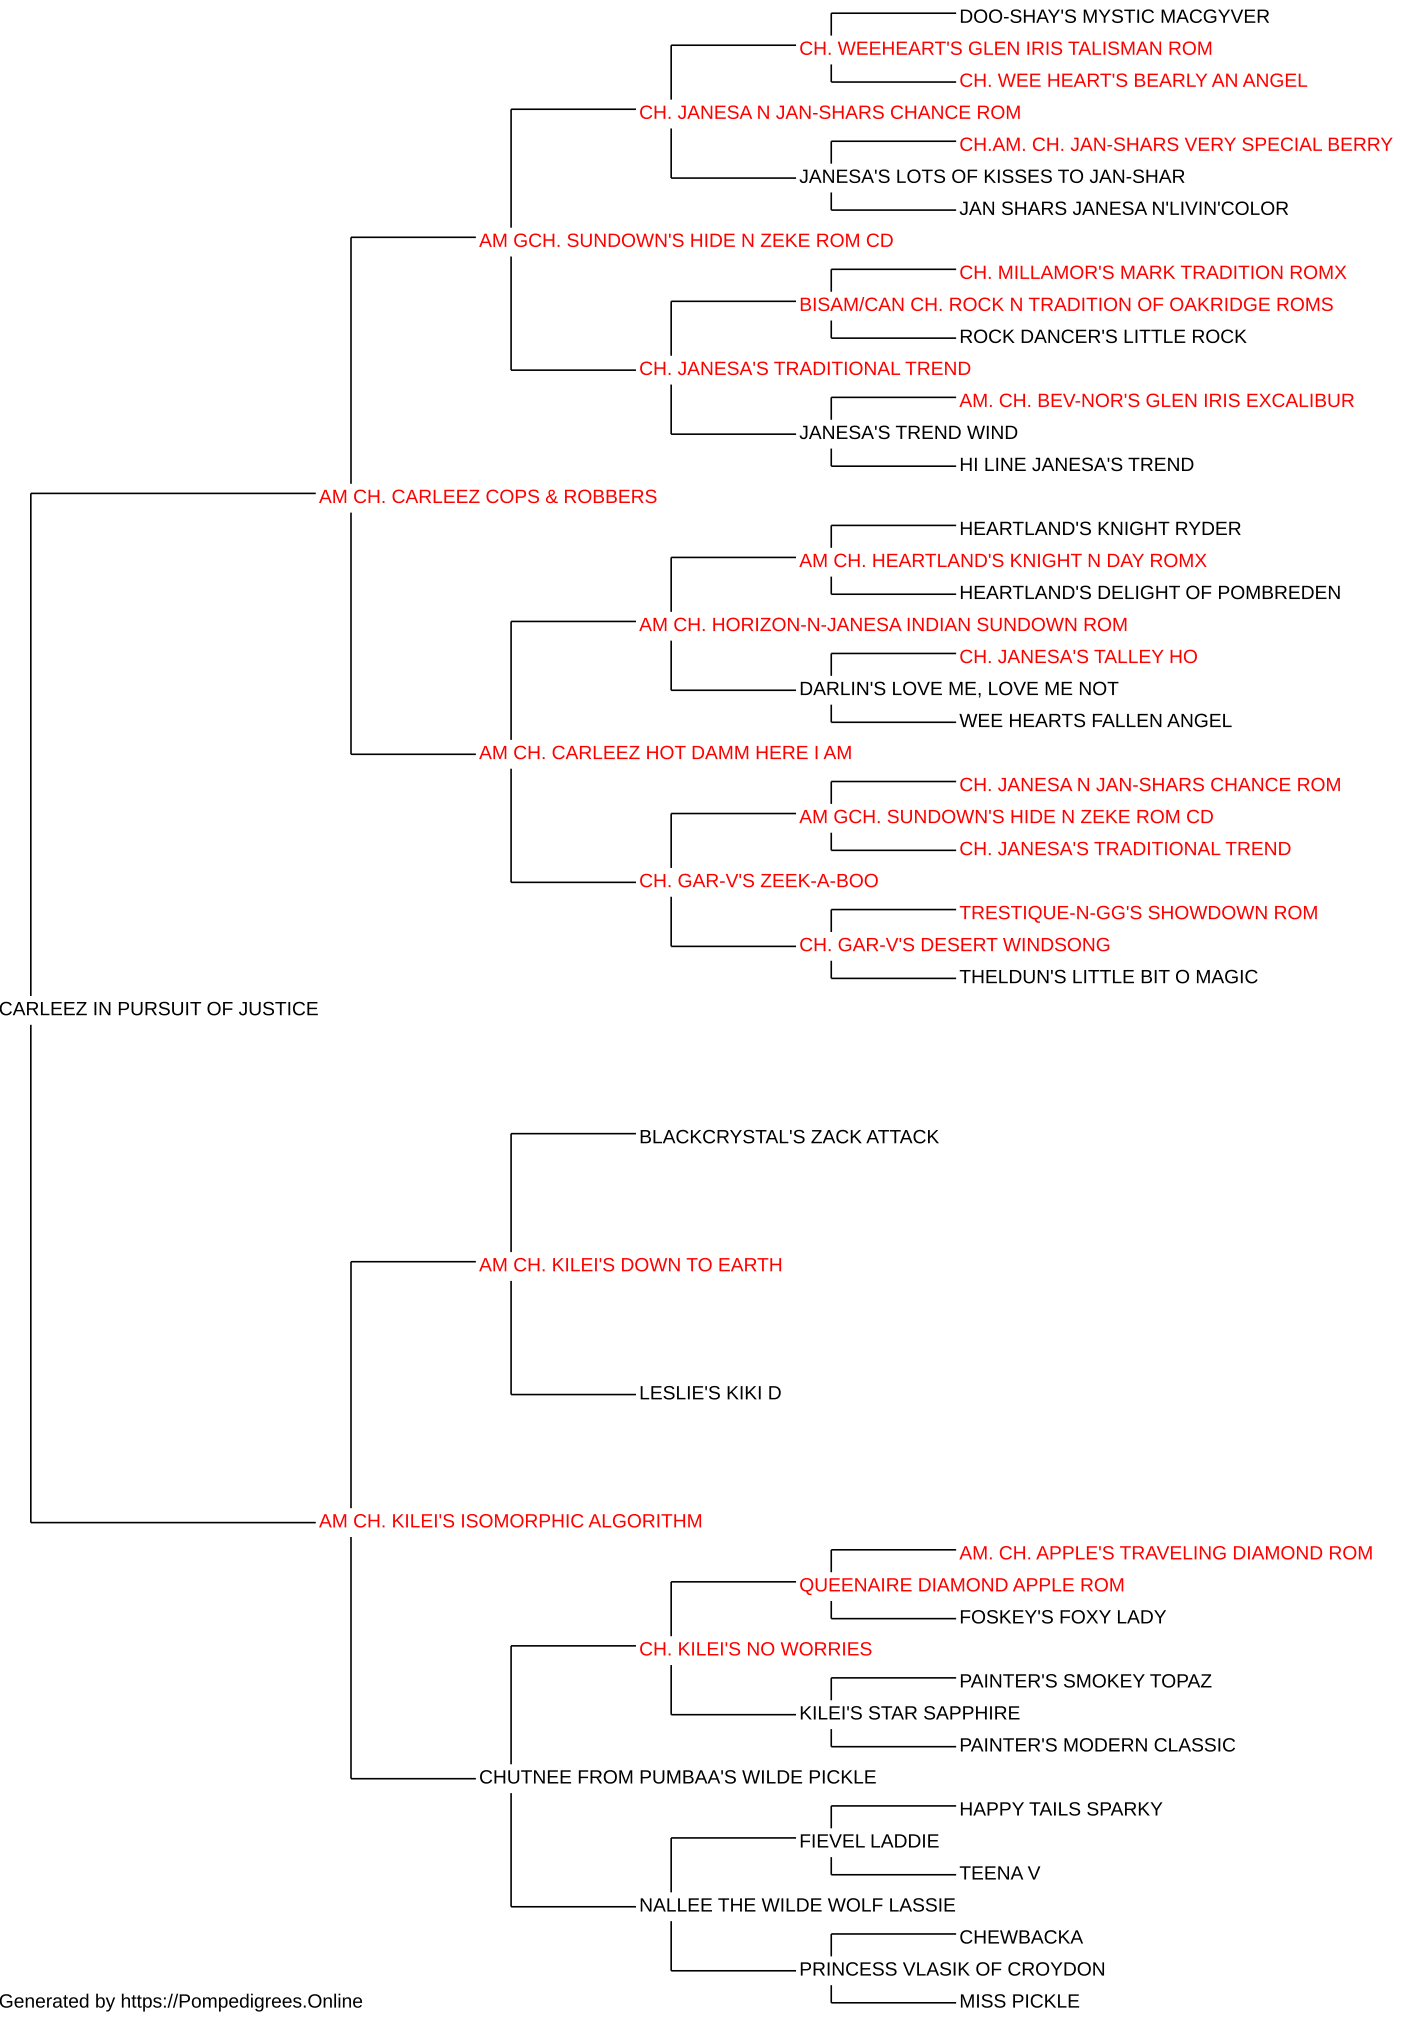 DOO-SHAY'S MYSTIC MACGYVER
CH. WEEHEART'S GLEN IRIS TALISMAN ROM
CH. WEE HEART'S BEARLY AN ANGEL
CH. JANESA N JAN-SHARS CHANCE ROM
CH.AM. CH. JAN-SHARS VERY SPECIAL BERRY
JANESA'S LOTS OF KISSES TO JAN-SHAR
JAN SHARS JANESA N'LIVIN'COLOR
AM GCH. SUNDOWN'S HIDE N ZEKE ROM CD
CH. MILLAMOR'S MARK TRADITION ROMX
BISAM/CAN CH. ROCK N TRADITION OF OAKRIDGE ROMS
ROCK DANCER'S LITTLE ROCK
CH. JANESA'S TRADITIONAL TREND
AM. CH. BEV-NOR'S GLEN IRIS EXCALIBUR
JANESA'S TREND WIND
HI LINE JANESA'S TREND
AM CH. CARLEEZ COPS & ROBBERS
HEARTLAND'S KNIGHT RYDER
AM CH. HEARTLAND'S KNIGHT N DAY ROMX
HEARTLAND'S DELIGHT OF POMBREDEN
AM CH. HORIZON-N-JANESA INDIAN SUNDOWN ROM
CH. JANESA'S TALLEY HO
DARLIN'S LOVE ME, LOVE ME NOT
WEE HEARTS FALLEN ANGEL
AM CH. CARLEEZ HOT DAMM HERE I AM
CH. JANESA N JAN-SHARS CHANCE ROM
AM GCH. SUNDOWN'S HIDE N ZEKE ROM CD
CH. JANESA'S TRADITIONAL TREND
CH. GAR-V'S ZEEK-A-BOO
TRESTIQUE-N-GG'S SHOWDOWN ROM
CH. GAR-V'S DESERT WINDSONG
THELDUN'S LITTLE BIT O MAGIC
CARLEEZ IN PURSUIT OF JUSTICE
BLACKCRYSTAL'S ZACK ATTACK
AM CH. KILEI'S DOWN TO EARTH
LESLIE'S KIKI D
AM CH. KILEI'S ISOMORPHIC ALGORITHM
AM. CH. APPLE'S TRAVELING DIAMOND ROM
QUEENAIRE DIAMOND APPLE ROM
FOSKEY'S FOXY LADY
CH. KILEI'S NO WORRIES
PAINTER'S SMOKEY TOPAZ
KILEI'S STAR SAPPHIRE
PAINTER'S MODERN CLASSIC
CHUTNEE FROM PUMBAA'S WILDE PICKLE
HAPPY TAILS SPARKY
FIEVEL LADDIE
TEENA V
NALLEE THE WILDE WOLF LASSIE
CHEWBACKA
PRINCESS VLASIK OF CROYDON
MISS PICKLE
Generated by https://Pompedigrees.Online